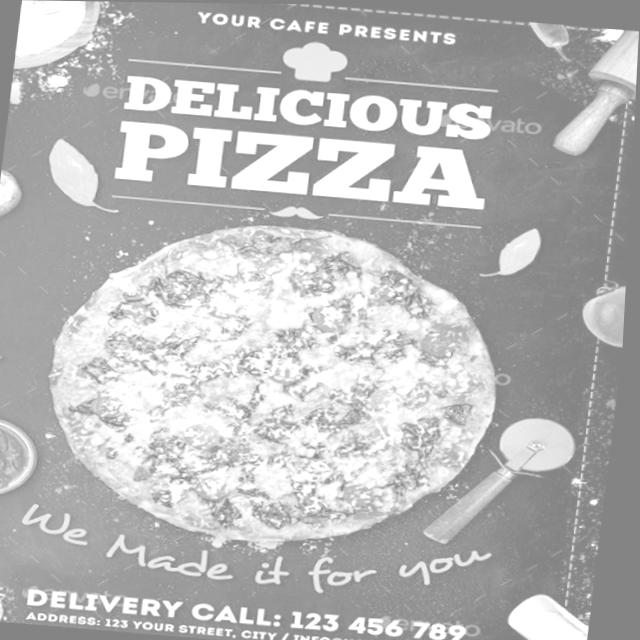 YOUR CAFE PRESENTS
DELICIOUS
PIZZA
We Made it for you
DELIVERY CALL: 123 456 789
ADDRESS: 123 YOUR STREET, CITY /